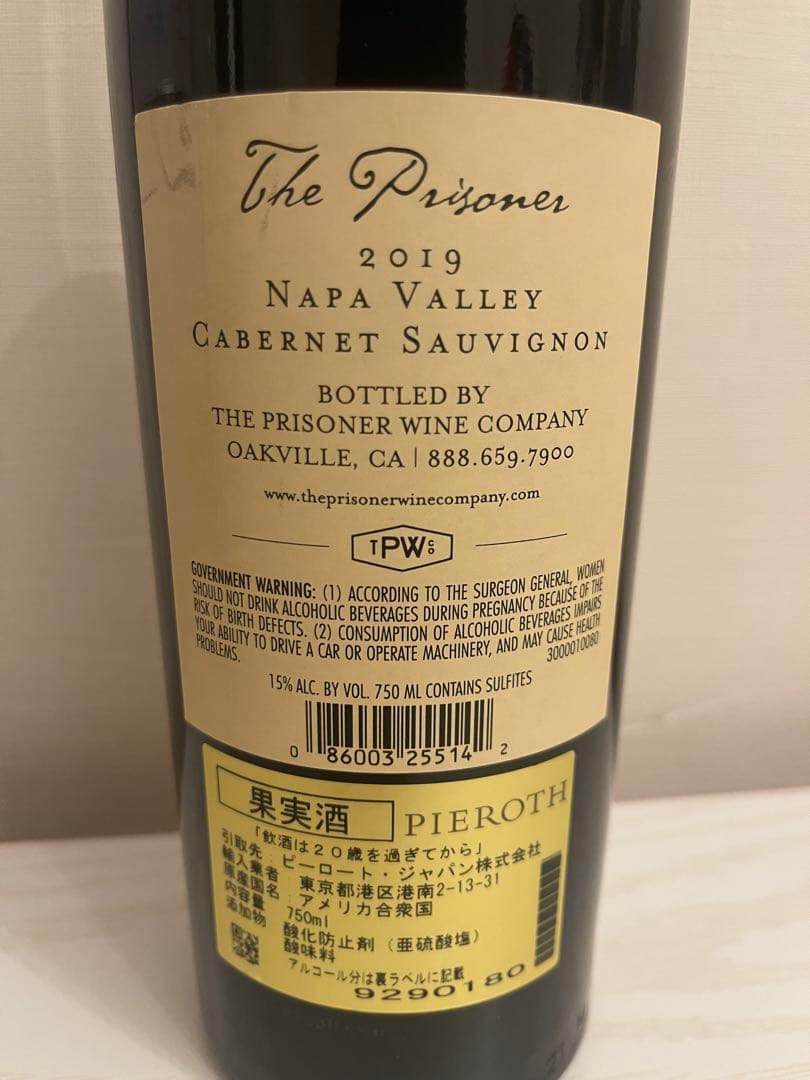 The Prisoner
2019
NAPA VALLEY
CABERNET SAUVIGNON
BOTTLED BY
THE PRISONER WINE COMPANY
OAKVILLE, CA | 888.659.7900
www.theprisonerwinecompany.com
TPWCO
GOVERNMENT WARNING: (1) ACCORDING TO THE SURGEON GENERAL, WOMEN
SHOULD NOT DRINK ALCOHOLIC BEVERAGES DURING PREGNANCY BECAUSE OF THE
RISK OF BIRTH DEFECTS. (2) CONSUMPTION OF ALCOHOLIC BEVERAGES IMPAIRS
YOUR ABILITY TO DRIVE A CAR OR OPERATE MACHINERY, AND MAY CAUSE HEALTH
PROBLEMS. 3000010080
15% ALC. BY VOL. 750 ML CONTAINS SULFITES
0 86003 25514 2
果実酒 PIEROTH
「飲酒は20歳を過ぎてから」
引取先:ピーロート・ジャパン株式会社
輸入業者 東京都港区港南2-13-31
原産国名:アメリカ合衆国
内容量 750ml
添加物 酸化防止剤(亜硫酸塩)
酸味料
アルコール分は裏ラベルに記載
9290180